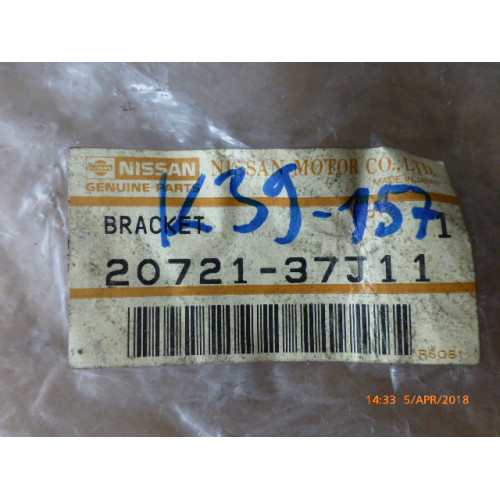 NISSAN NISSAN MOTOR CO., LTD.
GENUINE PARTS MADE IN JAPAN
K39-157
BRACKET 1
20721-37J11
14:33 5/APR/2018